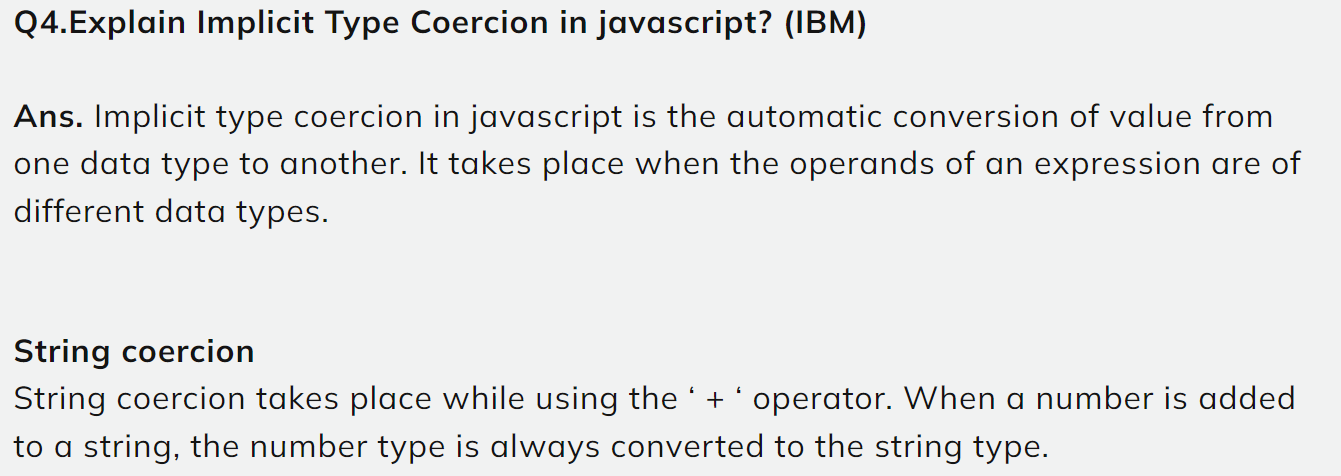 Q4.Explain Implicit Type Coercion in javascript? (IBM)
Ans. Implicit type coercion in javascript is the automatic conversion of value from
one data type to another. It takes place when the operands of an expression are of
different data types.
String coercion
String coercion takes place while using the ‘ + ‘ operator. When a number is added
to a string, the number type is always converted to the string type.